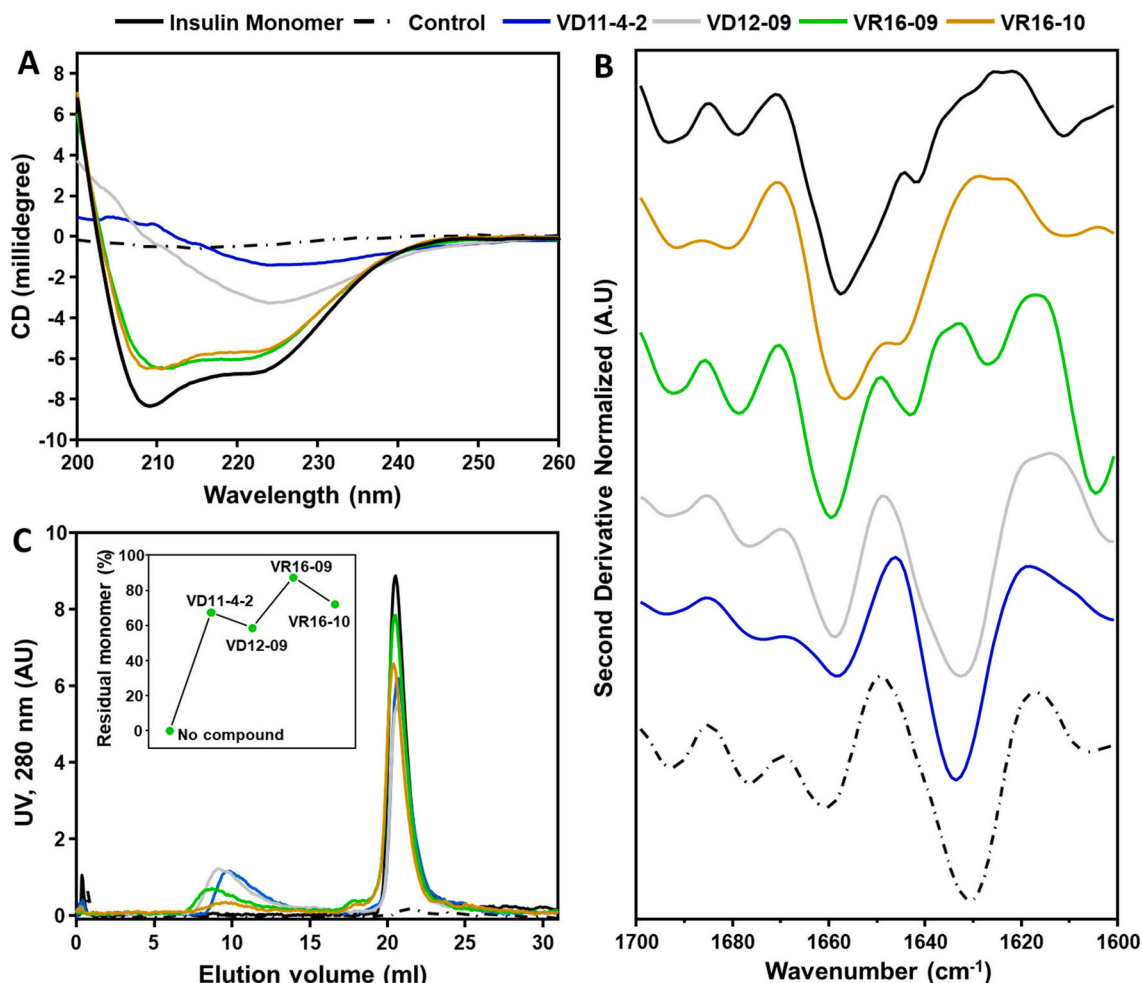 Insulin Monomer Control VD11-4-2 VD12-09 VR16-09 VR16-10
A
8
6
4
2
0
-2
-4
-6
-8
-10
CD (millidegree)
200 210 220 230 240 250 260
Wavelength (nm)
B
Second Derivative Normalized (A.U)
1700 1680 1660 1640 1620 1600
Wavenumber (cm-1)
C
10
8
6
4
2
0
UV, 280 nm (AU)
0 5 10 15 20 25 30
Elution volume (ml)
Residual monomer (%)
100
80
60
40
20
0
VR16-09
VD11-4-2
VR16-10
VD12-09
No compound